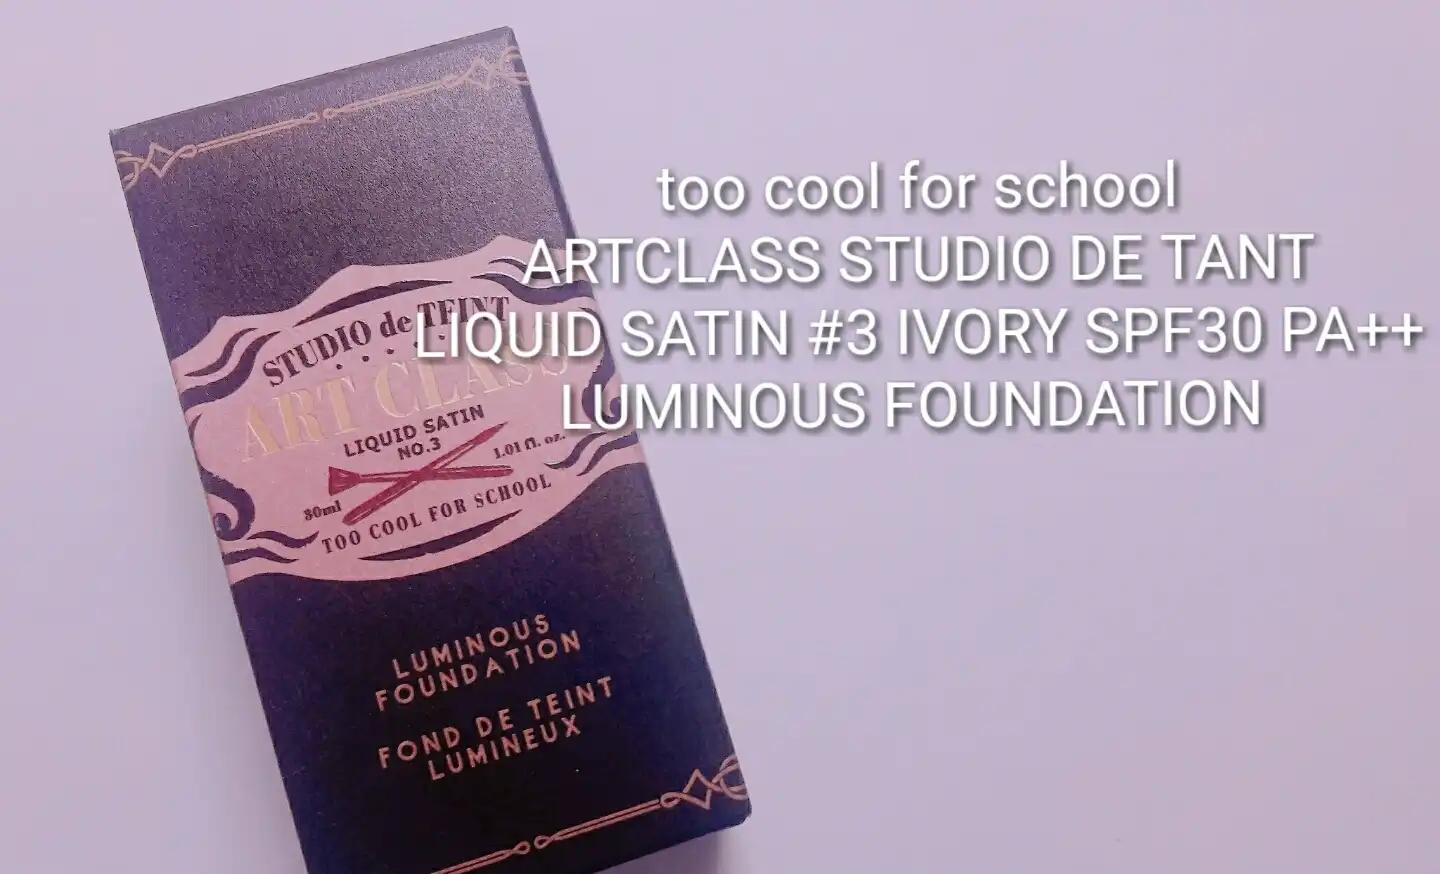 too cool for school
ARTCLASS STUDIO DE TANT
LIQUID SATIN #3 IVORY SPF30 PA++
LUMINOUS FOUNDATION
STUDIO de TEINT
ART CLASS
LIQUID SATIN
NO.3
30ml 1.01 fl. oz.
TOO COOL FOR SCHOOL
LUMINOUS
FOUNDATION
FOND DE TEINT
LUMINEUX